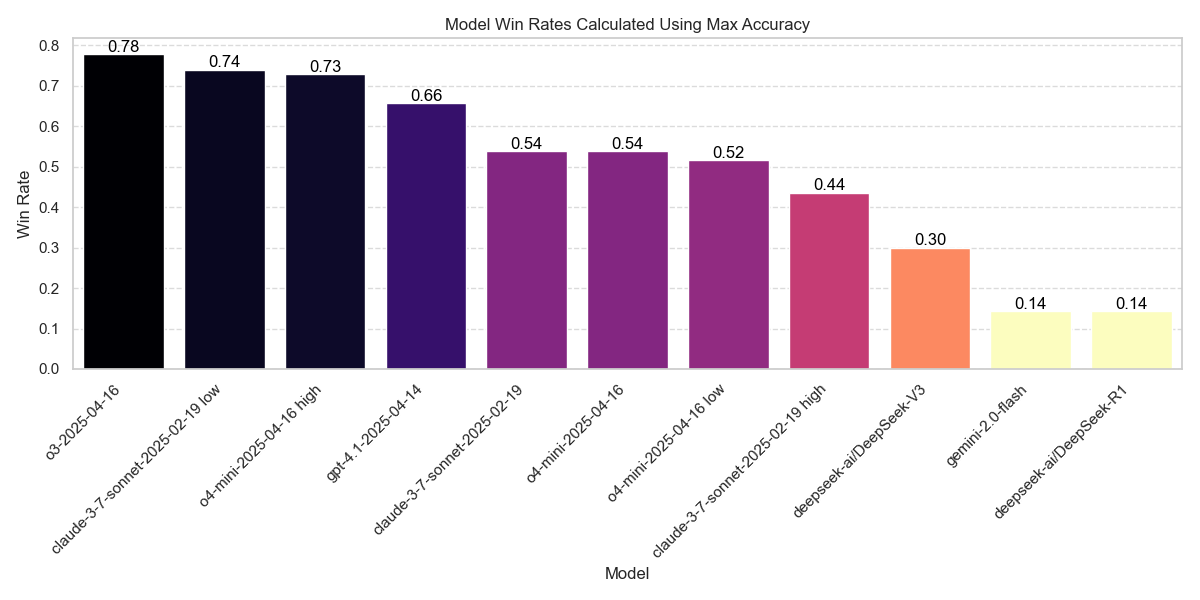 Model Win Rates Calculated Using Max Accuracy
Win Rate
0.8
0.7
0.6
0.5
0.4
0.3
0.2
0.1
0.0
0.78
0.74
0.73
0.66
0.54
0.54
0.52
0.44
0.30
0.14
0.14
o3-2025-04-16
claude-3-7-sonnet-2025-02-19 low
o4-mini-2025-04-16 high
gpt-4.1-2025-04-14
claude-3-7-sonnet-2025-02-19
o4-mini-2025-04-16
o4-mini-2025-04-16 low
claude-3-7-sonnet-2025-02-19 high
deepseek-ai/DeepSeek-V3
gemini-2.0-flash
deepseek-ai/DeepSeek-R1
Model